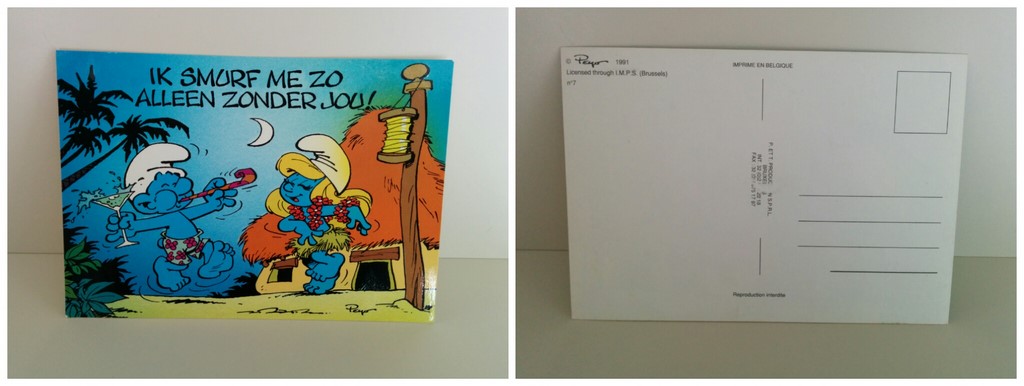 IK SMURF ME ZO
ALLEEN ZONDER JOU!
Peyo
© Peyo 1991
Licensed through I.M.P.S. (Brussels)
n°7
IMPRIME EN BELGIQUE
Reproduction interdite